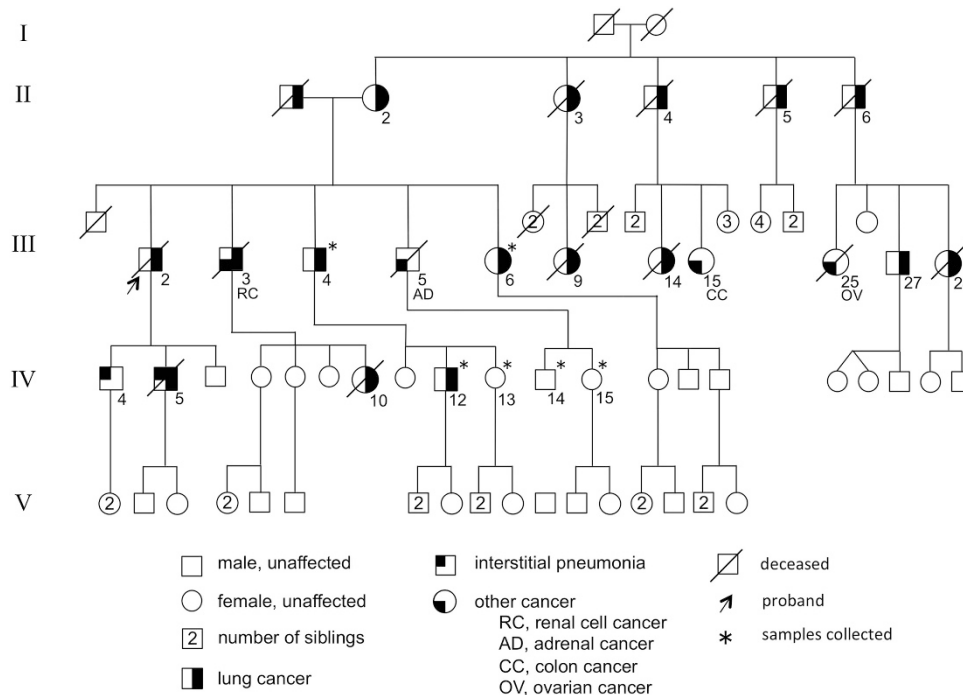 I
II
2 3 4 5 6
2 2 2 3 4 2
III
* *
2 3 4 5 6 9 14 15 25 27 2
RC AD CC OV
* * * *
IV
4 5 10 12 13 14 15
V
2 2 2 2 2 2
male, unaffected
female, unaffected
2 number of siblings
lung cancer
interstitial pneumonia
other cancer
RC, renal cell cancer
AD, adrenal cancer
CC, colon cancer
OV, ovarian cancer
deceased
proband
* samples collected